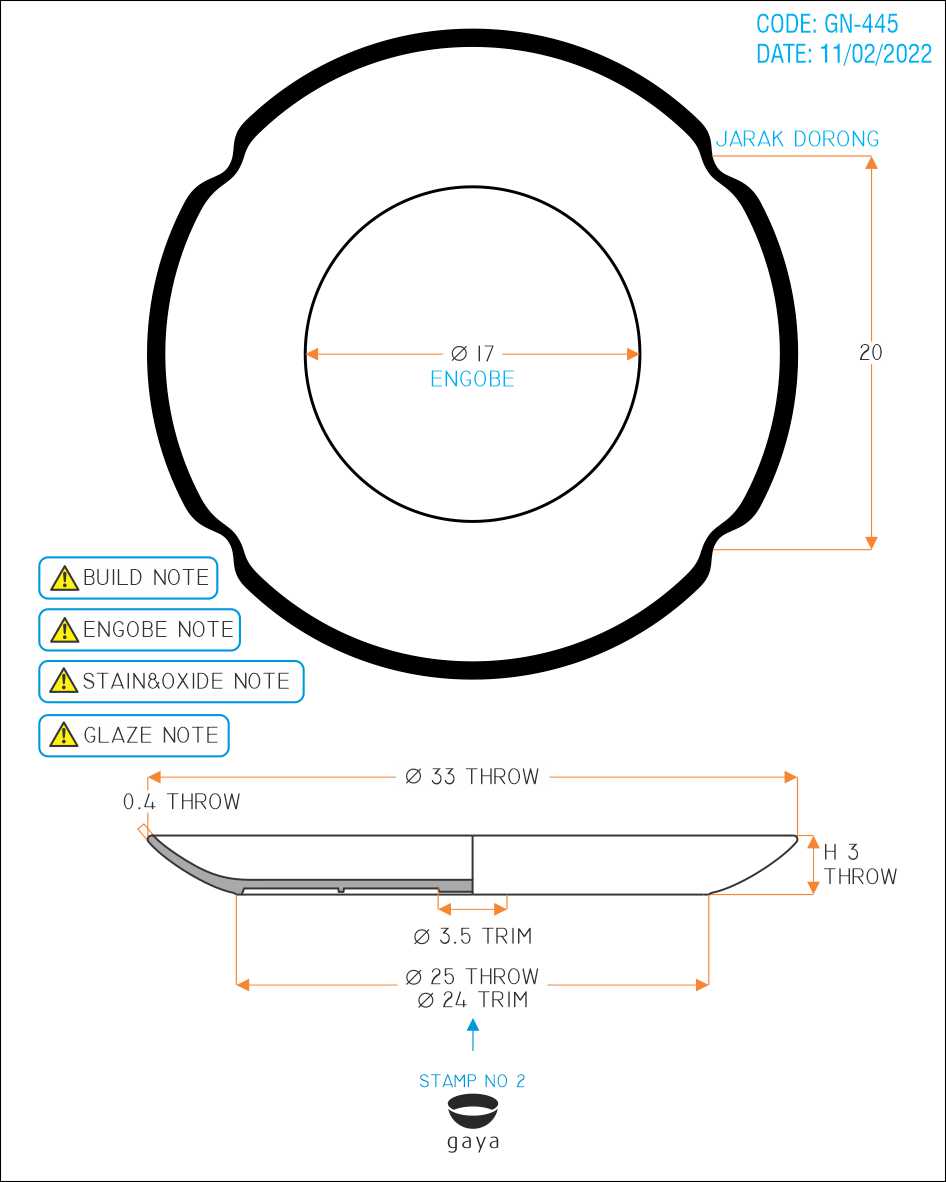 CODE: GN-445
DATE: 11/02/2022
JARAK DORONG
20
Ø 17
ENGOBE
BUILD NOTE
ENGOBE NOTE
STAIN&OXIDE NOTE
GLAZE NOTE
Ø 33 THROW
0.4 THROW
H 3
THROW
Ø 3.5 TRIM
Ø 25 THROW
Ø 24 TRIM
STAMP NO 2
gaya